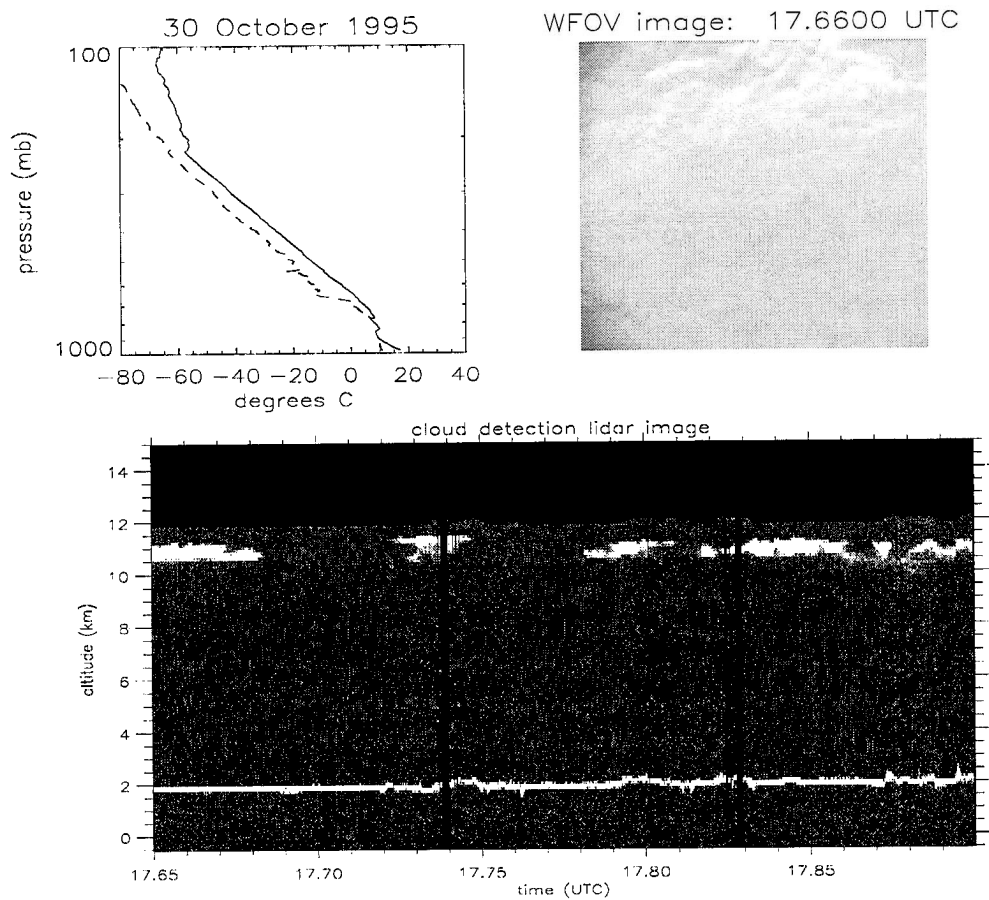 30 October 1995
WFOV image: 17.6600 UTC
100
1000
pressure (mb)
-80 -60 -40 -20 0 20 40
degrees C
cloud detection lidar image
14
12
10
8
6
4
2
0
altitude (km)
17.65 17.70 17.75 17.80 17.85
time (UTC)